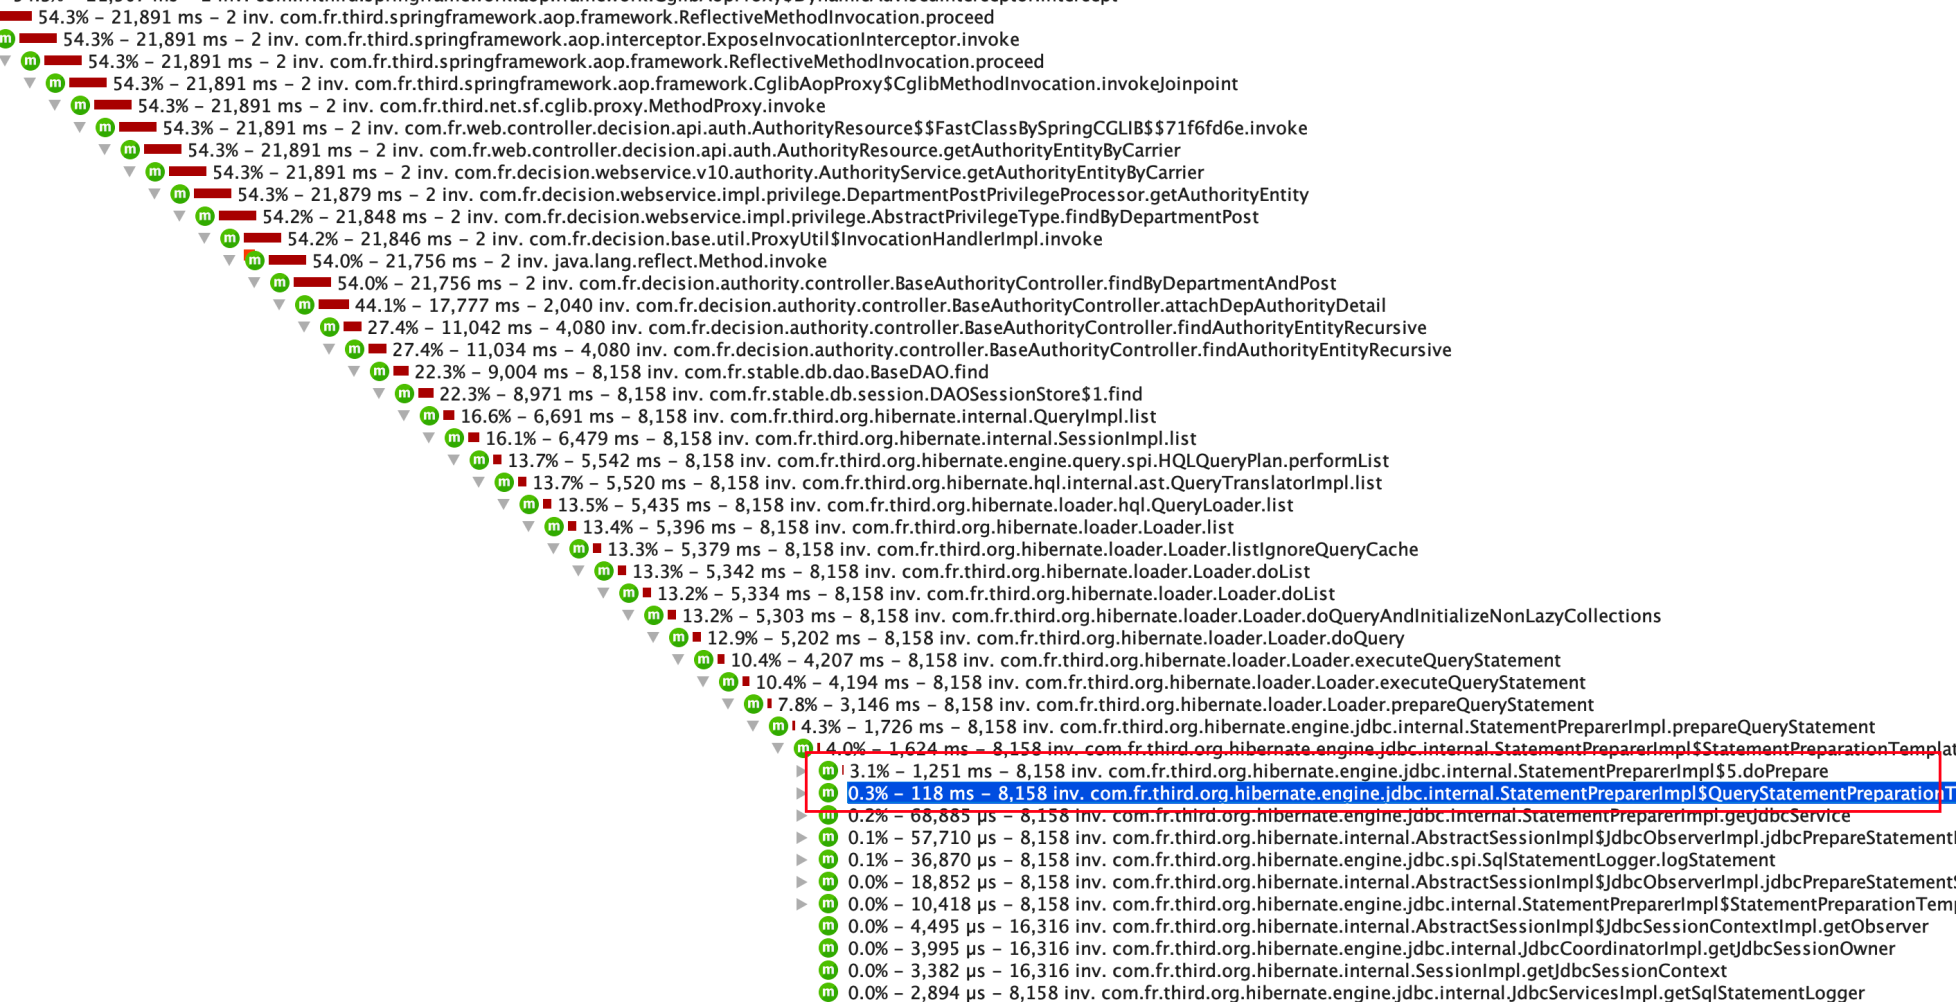 54.3% – 21,891 ms – 2 inv. com.fr.third.springframework.aop.framework.ReflectiveMethodInvocation.proceed
m 54.3% – 21,891 ms – 2 inv. com.fr.third.springframework.aop.interceptor.ExposeInvocationInterceptor.invoke
m 54.3% – 21,891 ms – 2 inv. com.fr.third.springframework.aop.framework.ReflectiveMethodInvocation.proceed
m 54.3% – 21,891 ms – 2 inv. com.fr.third.springframework.aop.framework.CglibAopProxy$CglibMethodInvocation.invokeJoinpoint
m 54.3% – 21,891 ms – 2 inv. com.fr.third.net.sf.cglib.proxy.MethodProxy.invoke
m 54.3% – 21,891 ms – 2 inv. com.fr.web.controller.decision.api.auth.AuthorityResource$$FastClassBySpringCGLIB$$71f6fd6e.invoke
m 54.3% – 21,891 ms – 2 inv. com.fr.web.controller.decision.api.auth.AuthorityResource.getAuthorityEntityByCarrier
m 54.3% – 21,891 ms – 2 inv. com.fr.decision.webservice.v10.authority.AuthorityService.getAuthorityEntityByCarrier
m 54.3% – 21,879 ms – 2 inv. com.fr.decision.webservice.impl.privilege.DepartmentPostPrivilegeProcessor.getAuthorityEntity
m 54.2% – 21,848 ms – 2 inv. com.fr.decision.webservice.impl.privilege.AbstractPrivilegeType.findByDepartmentPost
m 54.2% – 21,846 ms – 2 inv. com.fr.decision.base.util.ProxyUtil$InvocationHandlerImpl.invoke
m 54.0% – 21,756 ms – 2 inv. java.lang.reflect.Method.invoke
m 54.0% – 21,756 ms – 2 inv. com.fr.decision.authority.controller.BaseAuthorityController.findByDepartmentAndPost
m 44.1% – 17,777 ms – 2,040 inv. com.fr.decision.authority.controller.BaseAuthorityController.attachDepAuthorityDetail
m 27.4% – 11,042 ms – 4,080 inv. com.fr.decision.authority.controller.BaseAuthorityController.findAuthorityEntityRecursive
m 27.4% – 11,034 ms – 4,080 inv. com.fr.decision.authority.controller.BaseAuthorityController.findAuthorityEntityRecursive
m 22.3% – 9,004 ms – 8,158 inv. com.fr.stable.db.dao.BaseDAO.find
m 22.3% – 8,971 ms – 8,158 inv. com.fr.stable.db.session.DAOSessionStore$1.find
m 16.6% – 6,691 ms – 8,158 inv. com.fr.third.org.hibernate.internal.QueryImpl.list
m 16.1% – 6,479 ms – 8,158 inv. com.fr.third.org.hibernate.internal.SessionImpl.list
m 13.7% – 5,542 ms – 8,158 inv. com.fr.third.org.hibernate.engine.query.spi.HQLQueryPlan.performList
m 13.7% – 5,520 ms – 8,158 inv. com.fr.third.org.hibernate.hql.internal.ast.QueryTranslatorImpl.list
m 13.5% – 5,435 ms – 8,158 inv. com.fr.third.org.hibernate.loader.hql.QueryLoader.list
m 13.4% – 5,396 ms – 8,158 inv. com.fr.third.org.hibernate.loader.Loader.list
m 13.3% – 5,379 ms – 8,158 inv. com.fr.third.org.hibernate.loader.Loader.listIgnoreQueryCache
m 13.3% – 5,342 ms – 8,158 inv. com.fr.third.org.hibernate.loader.Loader.doList
m 13.2% – 5,334 ms – 8,158 inv. com.fr.third.org.hibernate.loader.Loader.doList
m 13.2% – 5,303 ms – 8,158 inv. com.fr.third.org.hibernate.loader.Loader.doQueryAndInitializeNonLazyCollections
m 12.9% – 5,202 ms – 8,158 inv. com.fr.third.org.hibernate.loader.Loader.doQuery
m 10.4% – 4,207 ms – 8,158 inv. com.fr.third.org.hibernate.loader.Loader.executeQueryStatement
m 10.4% – 4,194 ms – 8,158 inv. com.fr.third.org.hibernate.loader.Loader.executeQueryStatement
m 7.8% – 3,146 ms – 8,158 inv. com.fr.third.org.hibernate.loader.Loader.prepareQueryStatement
m 4.3% – 1,726 ms – 8,158 inv. com.fr.third.org.hibernate.engine.jdbc.internal.StatementPreparerImpl.prepareQueryStatement
m 4.0% – 1,624 ms – 8,158 inv. com.fr.third.org.hibernate.engine.jdbc.internal.StatementPreparerImpl$StatementPreparationTemplat
m 3.1% – 1,251 ms – 8,158 inv. com.fr.third.org.hibernate.engine.jdbc.internal.StatementPreparerImpl$5.doPrepare
m 0.3% – 118 ms – 8,158 inv. com.fr.third.org.hibernate.engine.jdbc.internal.StatementPreparerImpl$QueryStatementPreparationT
m 0.2% – 68,885 µs – 8,158 inv. com.fr.third.org.hibernate.engine.jdbc.internal.StatementPreparerImpl.getJdbcService
m 0.1% – 57,710 µs – 8,158 inv. com.fr.third.org.hibernate.internal.AbstractSessionImpl$JdbcObserverImpl.jdbcPrepareStatement
m 0.1% – 36,870 µs – 8,158 inv. com.fr.third.org.hibernate.engine.jdbc.spi.SqlStatementLogger.logStatement
m 0.0% – 18,852 µs – 8,158 inv. com.fr.third.org.hibernate.internal.AbstractSessionImpl$JdbcObserverImpl.jdbcPrepareStatementS
m 0.0% – 10,418 µs – 8,158 inv. com.fr.third.org.hibernate.engine.jdbc.internal.StatementPreparerImpl$StatementPreparationTemp
m 0.0% – 4,495 µs – 16,316 inv. com.fr.third.org.hibernate.internal.AbstractSessionImpl$JdbcSessionContextImpl.getObserver
m 0.0% – 3,995 µs – 16,316 inv. com.fr.third.org.hibernate.engine.jdbc.internal.JdbcCoordinatorImpl.getJdbcSessionOwner
m 0.0% – 3,382 µs – 16,316 inv. com.fr.third.org.hibernate.internal.SessionImpl.getJdbcSessionContext
m 0.0% – 2,894 µs – 8,158 inv. com.fr.third.org.hibernate.engine.jdbc.internal.JdbcServicesImpl.getSqlStatementLogger